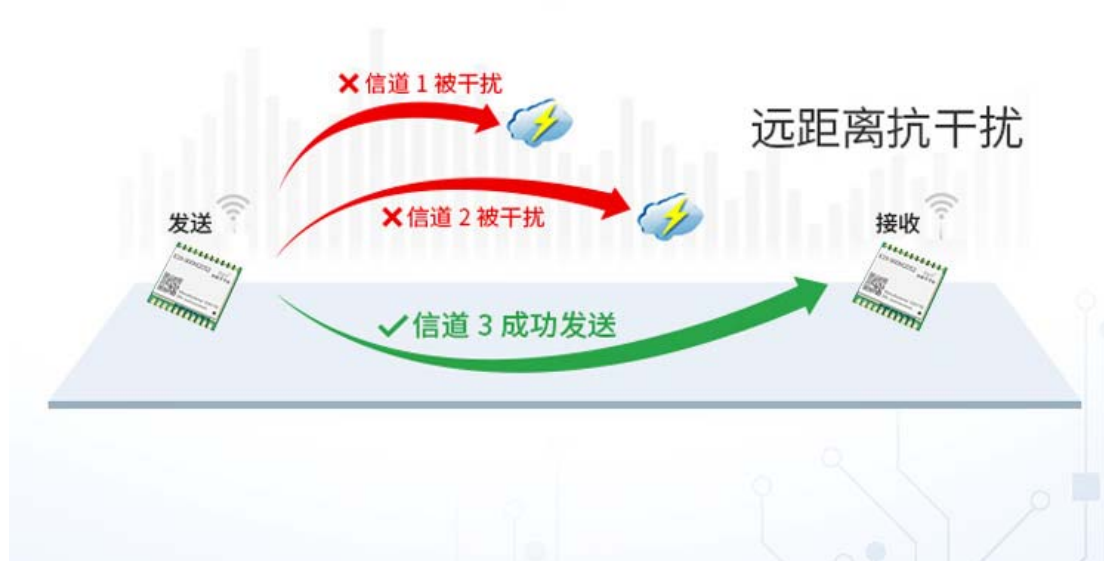 × 信道 1 被干扰
远距离抗干扰
× 信道 2 被干扰
发送
接收
✓ 信道 3 成功发送